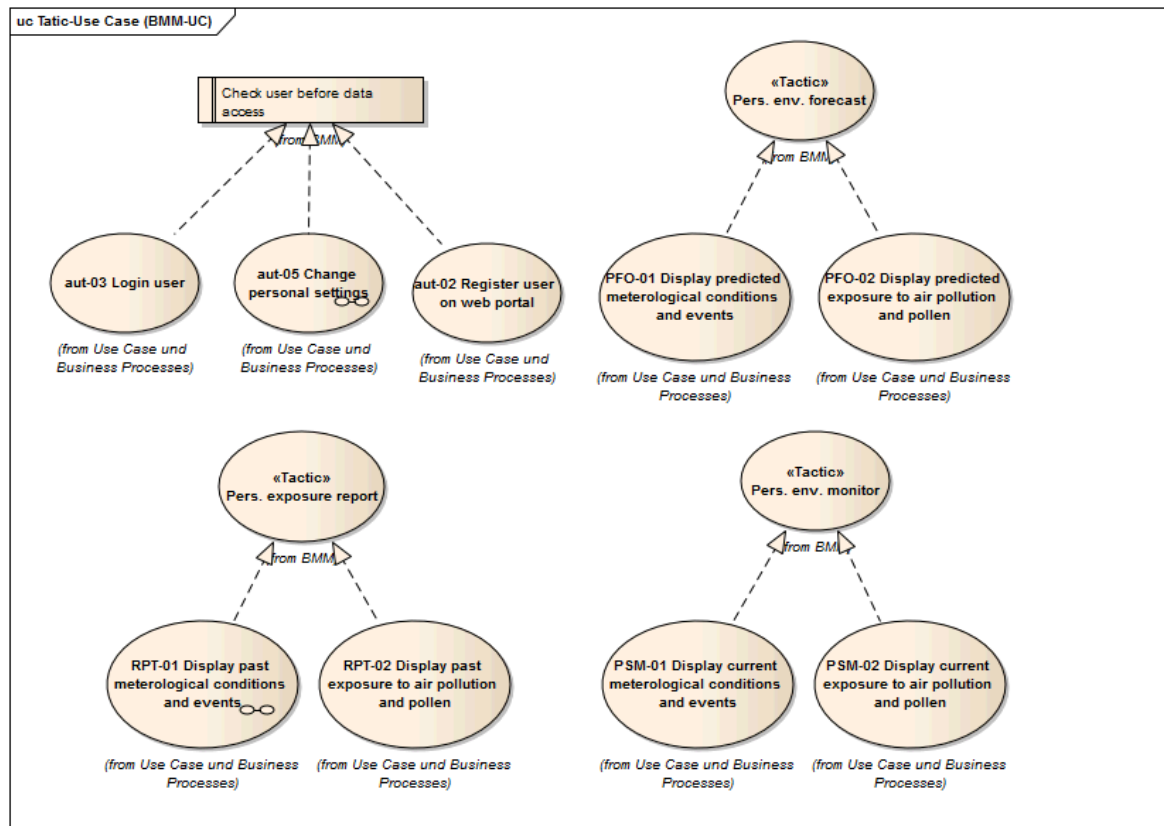 uc Tatic-Use Case (BMM-UC)
Check user before data
access
(from BMM)
aut-03 Login user
(from Use Case und
Business Processes)
aut-05 Change
personal settings
(from Use Case und
Business Processes)
aut-02 Register user
on web portal
(from Use Case und
Business Processes)
«Tactic»
Pers. env. forecast
(from BMM)
PFO-01 Display predicted
meterological conditions
and events
(from Use Case und Business
Processes)
PFO-02 Display predicted
exposure to air pollution
and pollen
(from Use Case und Business
Processes)
«Tactic»
Pers. exposure report
(from BMM)
RPT-01 Display past
meterological conditions
and events
(from Use Case und Business
Processes)
RPT-02 Display past
exposure to air pollution
and pollen
(from Use Case und Business
Processes)
«Tactic»
Pers. env. monitor
(from BMM)
PSM-01 Display current
meterological conditions
and events
(from Use Case und Business
Processes)
PSM-02 Display current
exposure to air pollution
and pollen
(from Use Case und Business
Processes)